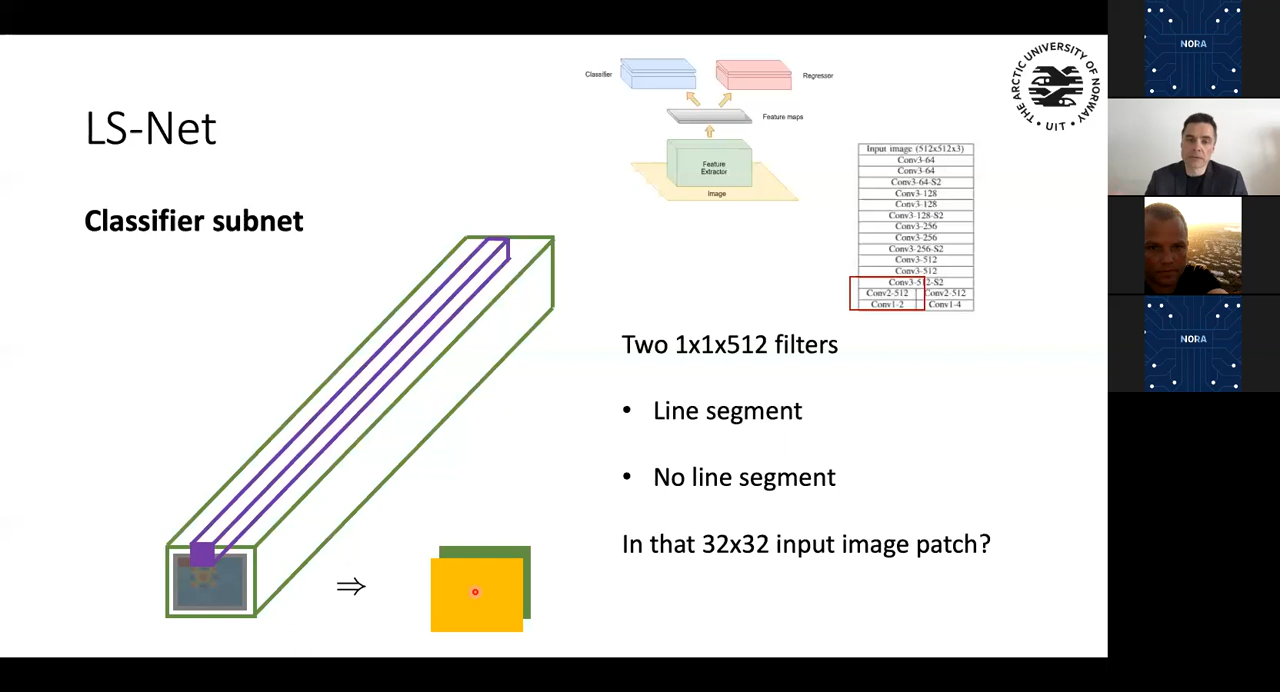 LS-Net
Classifier subnet
Classifier
Regressor
Feature maps
Feature
Extractor
Image
THE ARCTIC UNIVERSITY OF NORWAY
UIT
Input image (512x512x3)
Conv3-64
Conv3-64
Conv3-64-S2
Conv3-128
Conv3-128
Conv3-128-S2
Conv3-256
Conv3-256
Conv3-256-S2
Conv3-512
Conv3-512
Conv3-512-S2
Conv2-512 Conv2-512
Conv1-2 Conv1-4
Two 1x1x512 filters
• Line segment
• No line segment
In that 32x32 input image patch?
⇒
NORA
NORA